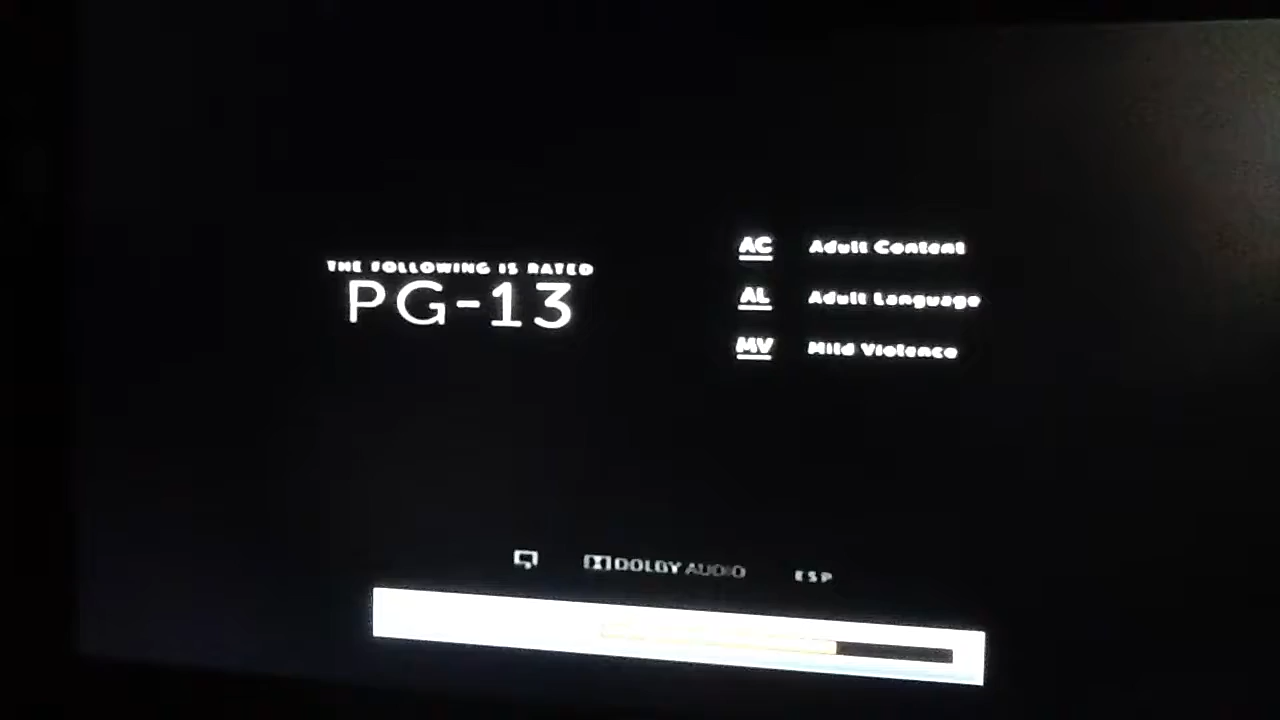 THE FOLLOWING IS RATED
PG-13
AC Adult Content
AL Adult Language
MV Mild Violence
DOLBY AUDIO ESP